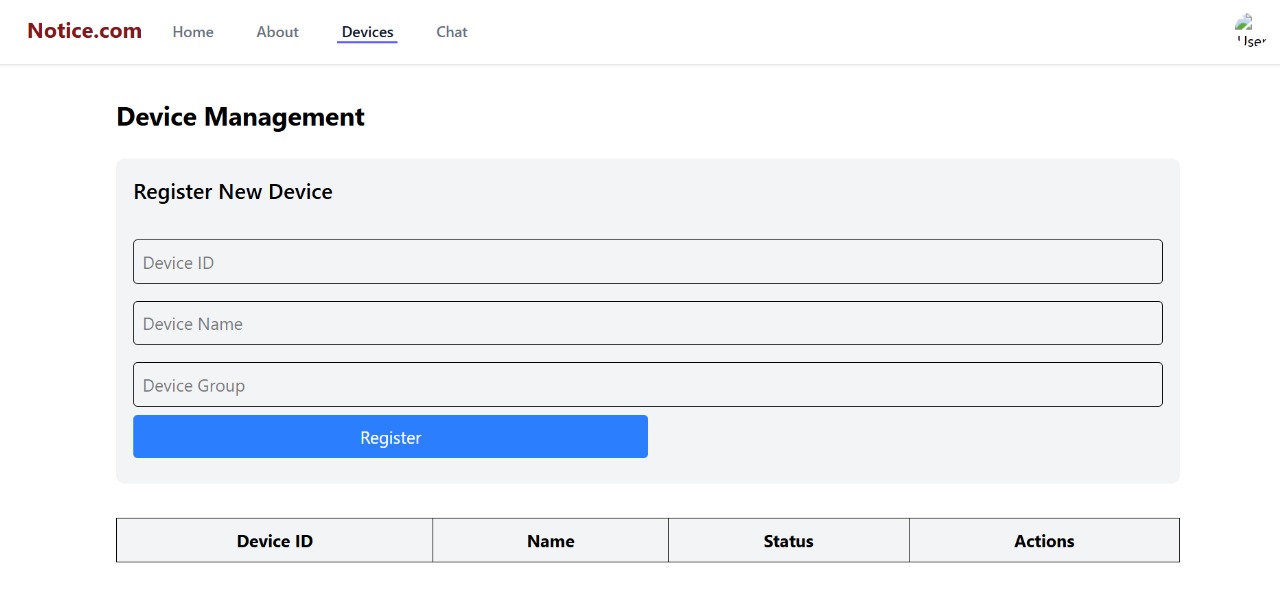 Notice.com Home About Devices Chat User
Device Management
Register New Device
Device ID
Device Name
Device Group
Register
Device ID Name Status Actions